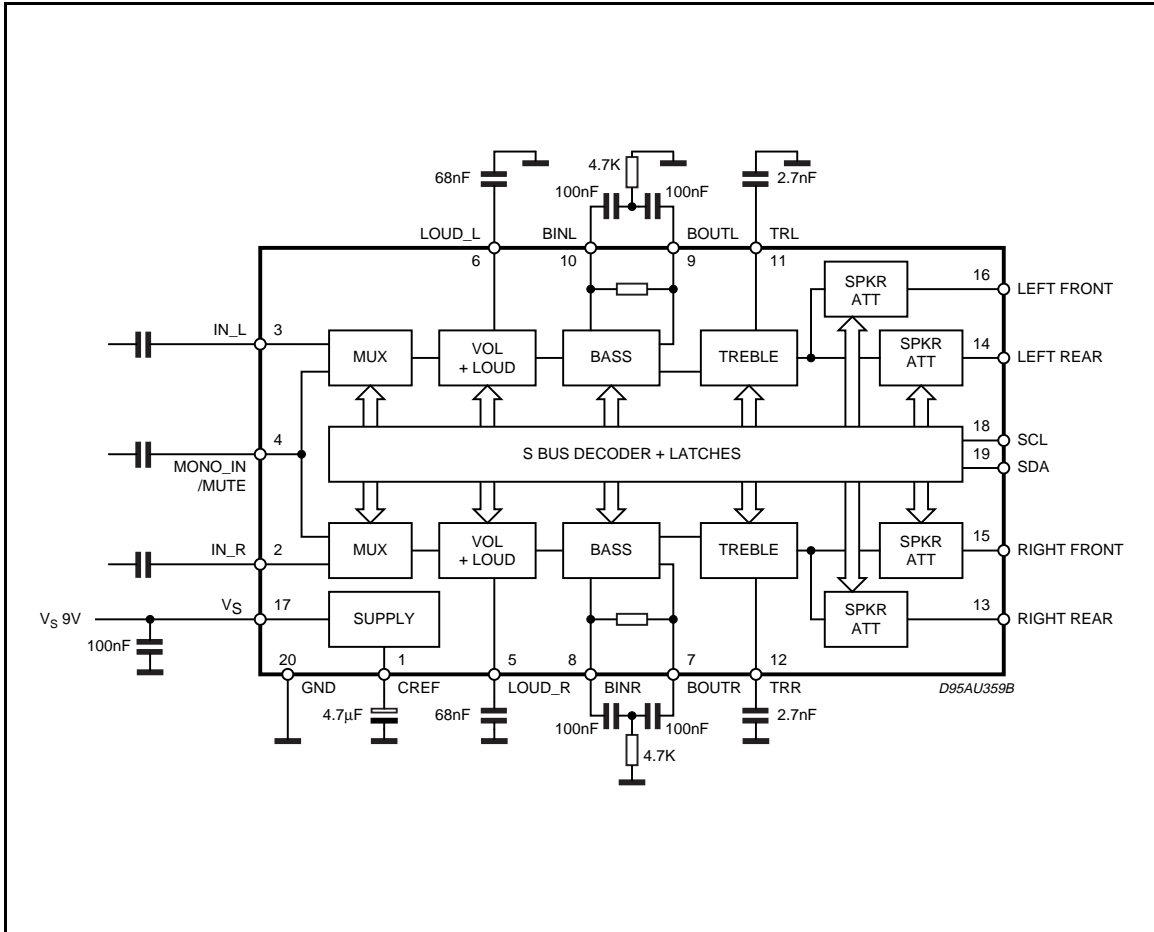 4.7K
68nF
100nF
100nF
2.7nF
LOUD_L
BINL
BOUTL
TRL
6
10
9
11
SPKR
ATT
16
LEFT FRONT
IN_L
3
MUX
VOL
+ LOUD
BASS
TREBLE
SPKR
ATT
14
LEFT REAR
4
MONO_IN
/MUTE
S BUS DECODER + LATCHES
18
SCL
19
SDA
IN_R
2
MUX
VOL
+ LOUD
BASS
TREBLE
SPKR
ATT
15
RIGHT FRONT
VS 9V
VS
17
SUPPLY
SPKR
ATT
13
RIGHT REAR
100nF
20
1
5
8
7
12
GND
CREF
LOUD_R
BINR
BOUTR
TRR
D95AU359B
4.7µF
68nF
100nF
100nF
2.7nF
4.7K